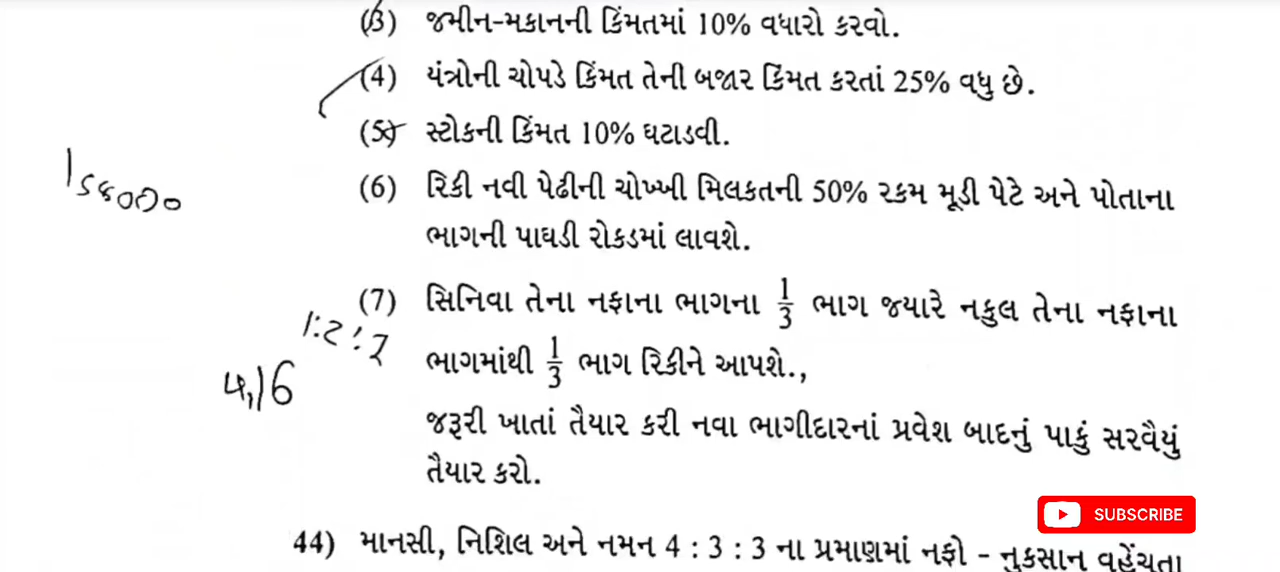 (3) જમીન-મકાનની કિંમતમાં 10% વધારો કરવો.
(4) યંત્રોની ચોપડે કિંમત તેની બજાર કિંમત કરતાં 25% વધુ છે.
(5) સ્ટોકની કિંમત 10% ઘટાડવી.
(6) રિકી નવી પેઢીની ચોખ્ખી મિલકતની 50% રકમ મૂડી પેટે અને પોતાના
ભાગની પાઘડી રોકડમાં લાવશે.
(7) સિનિવા તેના નફાના ભાગના 1/3 ભાગ જ્યારે નકુલ તેના નફાના
1:2:2
ભાગમાંથી 1/3 ભાગ રિકીને આપશે.,
જરૂરી ખાતાં તૈયાર કરી નવા ભાગીદારનાં પ્રવેશ બાદનું પાકું સરવૈયું
તૈયાર કરો.
SUBSCRIBE
44) માનસી, નિશિલ અને નમન 4 : 3 : 3 ના પ્રમાણમાં નફો - નુકસાન વહેંચતા